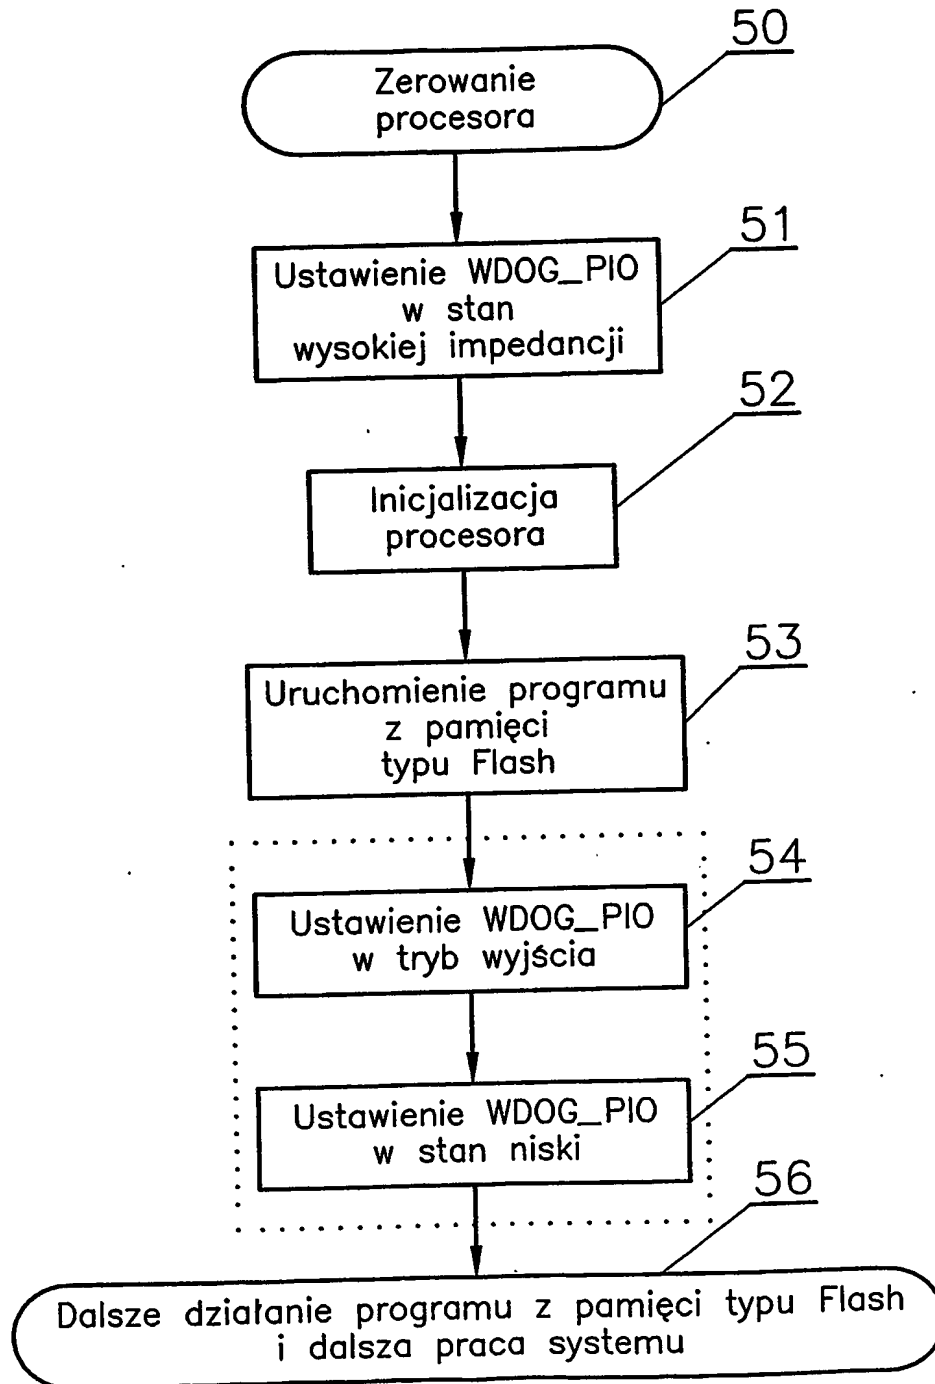 50
Zerowanie
procesora
51
Ustawienie WDOG_PIO
w stan
wysokiej impedancji
52
Inicjalizacja
procesora
53
Uruchomienie programu
z pamięci
typu Flash
54
Ustawienie WDOG_PIO
w tryb wyjścia
55
Ustawienie WDOG_PIO
w stan niski
56
Dalsze działanie programu z pamięci typu Flash
i dalsza praca systemu